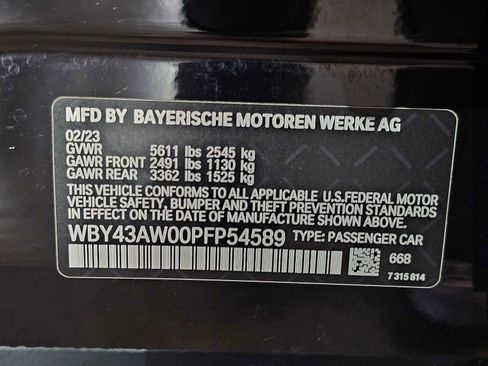 MFD BY BAYERISCHE MOTOREN WERKE AG
02/23
GVWR 5611 lbs 2545 kg
GAWR FRONT 2491 lbs 1130 kg
GAWR REAR 3362 lbs 1525 kg
THIS VEHICLE CONFORMS TO ALL APPLICABLE U.S.FEDERAL MOTOR
VEHICLE SAFETY, BUMPER AND THEFT PREVENTION STANDARDS
IN EFFECT ON THE DATE OF MANUFACTURE SHOWN ABOVE.
WBY43AW00PFP54589 TYPE: PASSENGER CAR
668
7 315 614